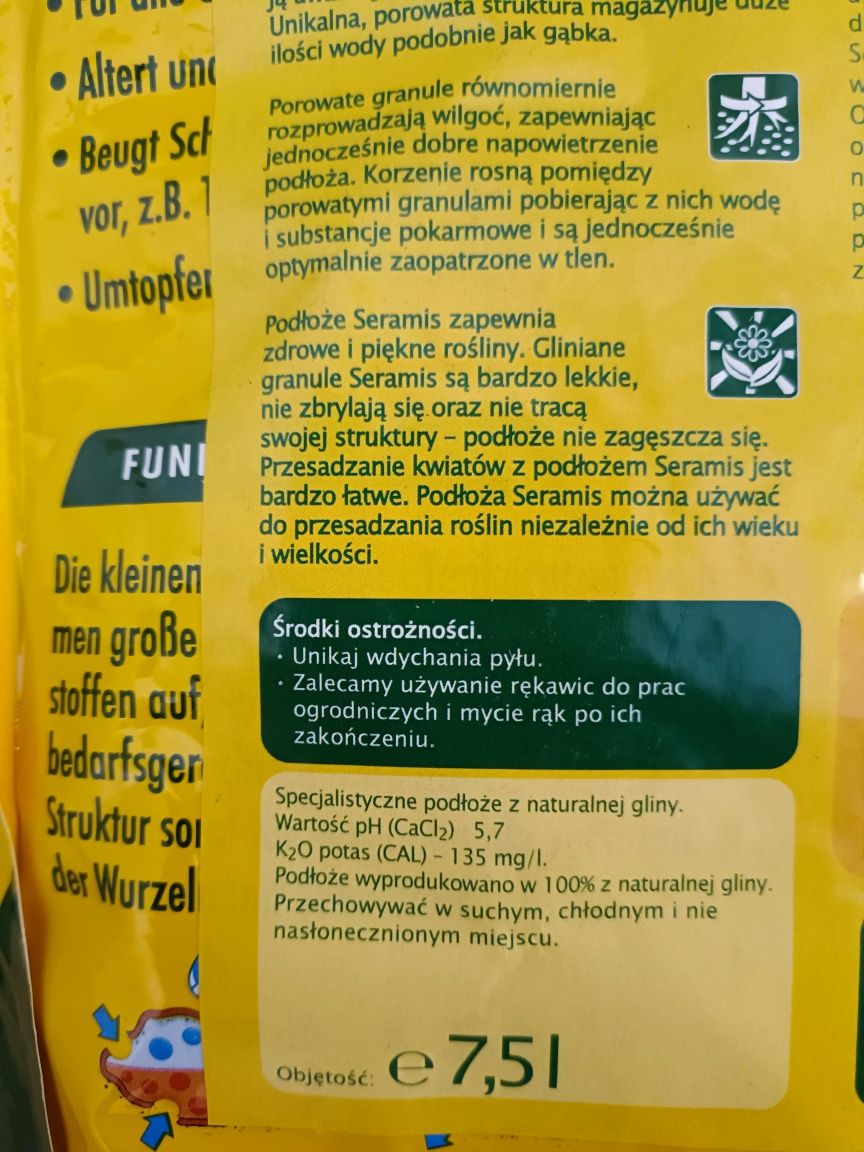 • Altert und
• Beugt Sch
vor, z.B.
• Umtopfen
FUN
Die kleinen
men große
stoffen auf
bedarfsger
Struktur so
der Wurzel
Unikalna, porowata struktura magazynuje duże
ilości wody podobnie jak gąbka.
Porowate granule równomiernie
rozprowadzają wilgoć, zapewniając
jednocześnie dobre napowietrzenie
podłoża. Korzenie rosną pomiędzy
porowatymi granulami pobierając z nich wodę
i substancje pokarmowe i są jednocześnie
optymalnie zaopatrzone w tlen.
Podłoże Seramis zapewnia
zdrowe i piękne rośliny. Gliniane
granule Seramis są bardzo lekkie,
nie zbrylają się oraz nie tracą
swojej struktury – podłoże nie zagęszcza się.
Przesadzanie kwiatów z podłożem Seramis jest
bardzo łatwe. Podłoża Seramis można używać
do przesadzania roślin niezależnie od ich wieku
i wielkości.
Środki ostrożności.
· Unikaj wdychania pyłu.
· Zalecamy używanie rękawic do prac
ogrodniczych i mycie rąk po ich
zakończeniu.
Specjalistyczne podłoże z naturalnej gliny.
Wartość pH (CaCl₂) 5,7
K₂O potas (CAL) – 135 mg/l.
Podłoże wyprodukowano w 100% z naturalnej gliny.
Przechowywać w suchym, chłodnym i nie
nasłonecznionym miejscu.
Objętość: ℮ 7,5 l